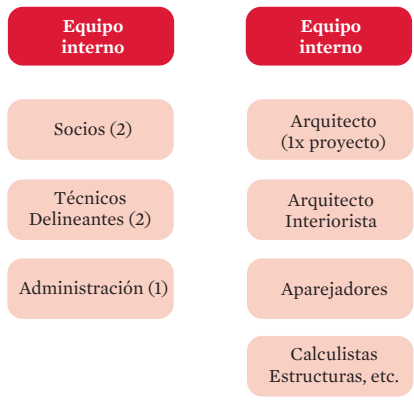 Equipo
interno
Socios (2)
Técnicos
Delineantes (2)
Administración (1)
Equipo
interno
Arquitecto
(1x proyecto)
Arquitecto
Interiorista
Aparejadores
Calculistas
Estructuras, etc.